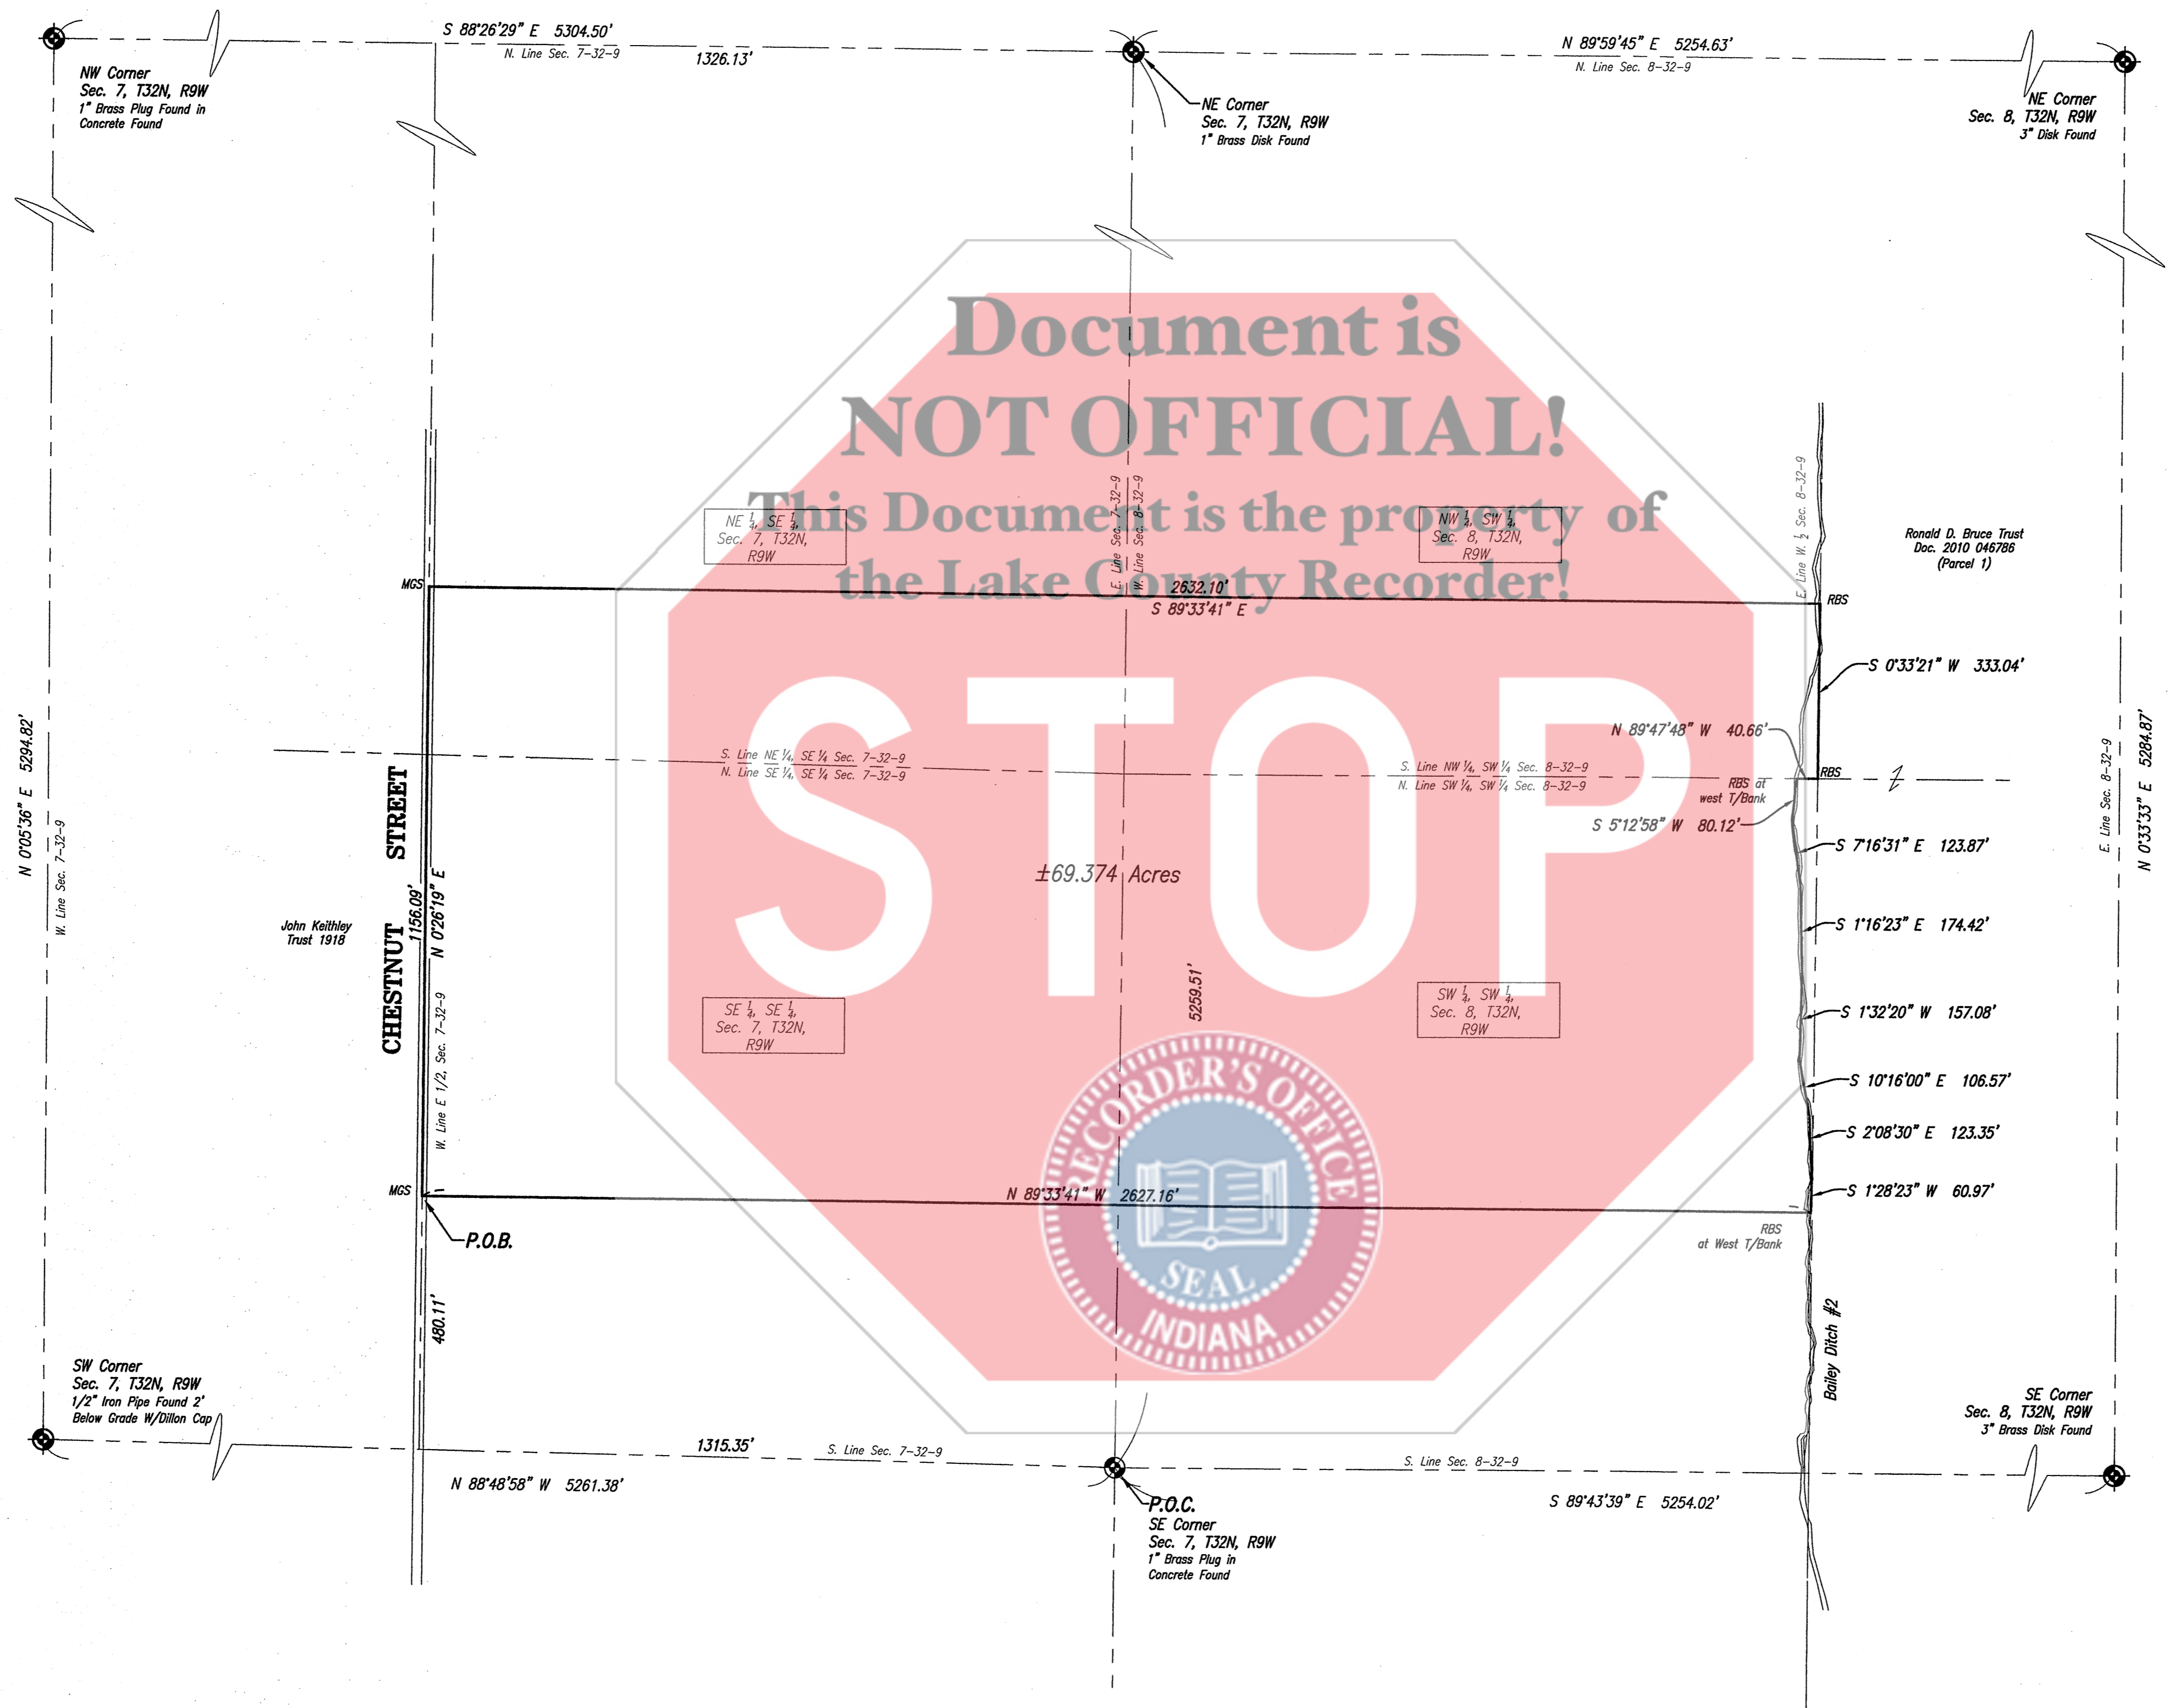 S 88°26'29" E 5304.50'
N. Line Sec. 7-32-9
1326.13'
N 89°59'45" E 5254.63'
N. Line Sec. 8-32-9
NW Corner
Sec. 7, T32N, R9W
1" Brass Plug Found in
Concrete Found
NE Corner
Sec. 7, T32N, R9W
1" Brass Disk Found
NE Corner
Sec. 8, T32N, R9W
3" Disk Found
Document is
NOT OFFICIAL!
This Document is the property of
the Lake County Recorder!
STOP
NE 1/4, SE 1/4,
Sec. 7, T32N,
R9W
E. Line Sec. 7-32-9
W. Line Sec. 8-32-9
NW 1/4, SW 1/4,
Sec. 8, T32N,
R9W
E. Line W. 1/2 Sec. 8-32-9
Ronald D. Bruce Trust
Doc. 2010 046786
(Parcel 1)
MGS
2632.10'
S 89°33'41" E
RBS
S 0°33'21" W 333.04'
N 89°47'48" W 40.66'
N 0°05'36" E 5294.82'
W. Line Sec. 7-32-9
S. Line NE ¼, SE ¼ Sec. 7-32-9
N. Line SE ¼, SE ¼ Sec. 7-32-9
S. Line NW ¼, SW ¼ Sec. 8-32-9
N. Line SW ¼, SW ¼ Sec. 8-32-9
RBS
RBS at
west T/Bank
S 5°12'58" W 80.12'
E. Line Sec. 8-32-9
N 0°33'33" E 5284.87'
S 7°16'31" E 123.87'
CHESTNUT STREET
1156.09'
N 0°26'19" E
W. Line E 1/2, Sec. 7-32-9
±69.374 Acres
John Keithley
Trust 1918
S 1°16'23" E 174.42'
5259.51'
SE 1/4, SE 1/4,
Sec. 7, T32N,
R9W
SW 1/4, SW 1/4,
Sec. 8, T32N,
R9W
S 1°32'20" W 157.08'
S 10°16'00" E 106.57'
S 2°08'30" E 123.35'
S 1°28'23" W 60.97'
MGS
N 89°33'41" W 2627.16'
RECORDER'S OFFICE
SEAL
INDIANA
P.O.B.
RBS
at West T/Bank
480.11'
Bailey Ditch #2
SW Corner
Sec. 7, T32N, R9W
1/2" Iron Pipe Found 2'
Below Grade W/Dillon Cap
SE Corner
Sec. 8, T32N, R9W
3" Brass Disk Found
1315.35'
S. Line Sec. 7-32-9
S. Line Sec. 8-32-9
N 88°48'58" W 5261.38'
S 89°43'39" E 5254.02'
P.O.C.
SE Corner
Sec. 7, T32N, R9W
1" Brass Plug in
Concrete Found